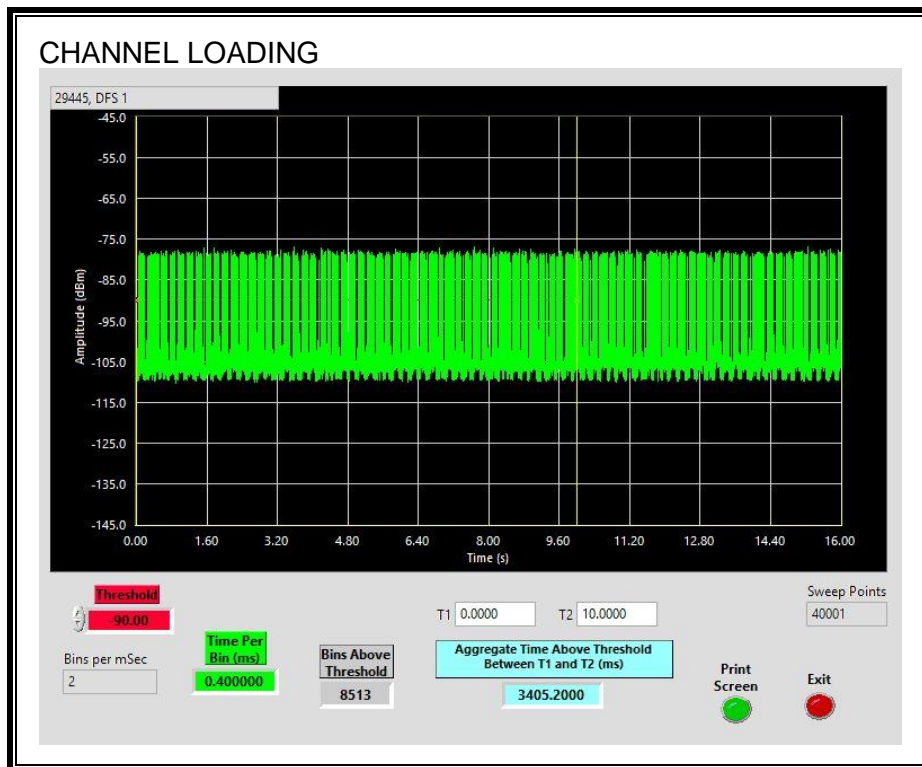 CHANNEL LOADING
29445, DFS 1
-45.0
-55.0
-65.0
-75.0
-85.0
-95.0
-105.0
-115.0
-125.0
-135.0
-145.0
Amplitude (dBm)
0.00 1.60 3.20 4.80 6.40 8.00 9.60 11.20 12.80 14.40 16.00
Time (s)
Threshold
-90.00
Bins per mSec
2
Time Per
Bin (ms)
0.400000
Bins Above
Threshold
8513
T1 0.0000 T2 10.0000
Aggregate Time Above Threshold
Between T1 and T2 (ms)
3405.2000
Sweep Points
40001
Print
Screen
Exit